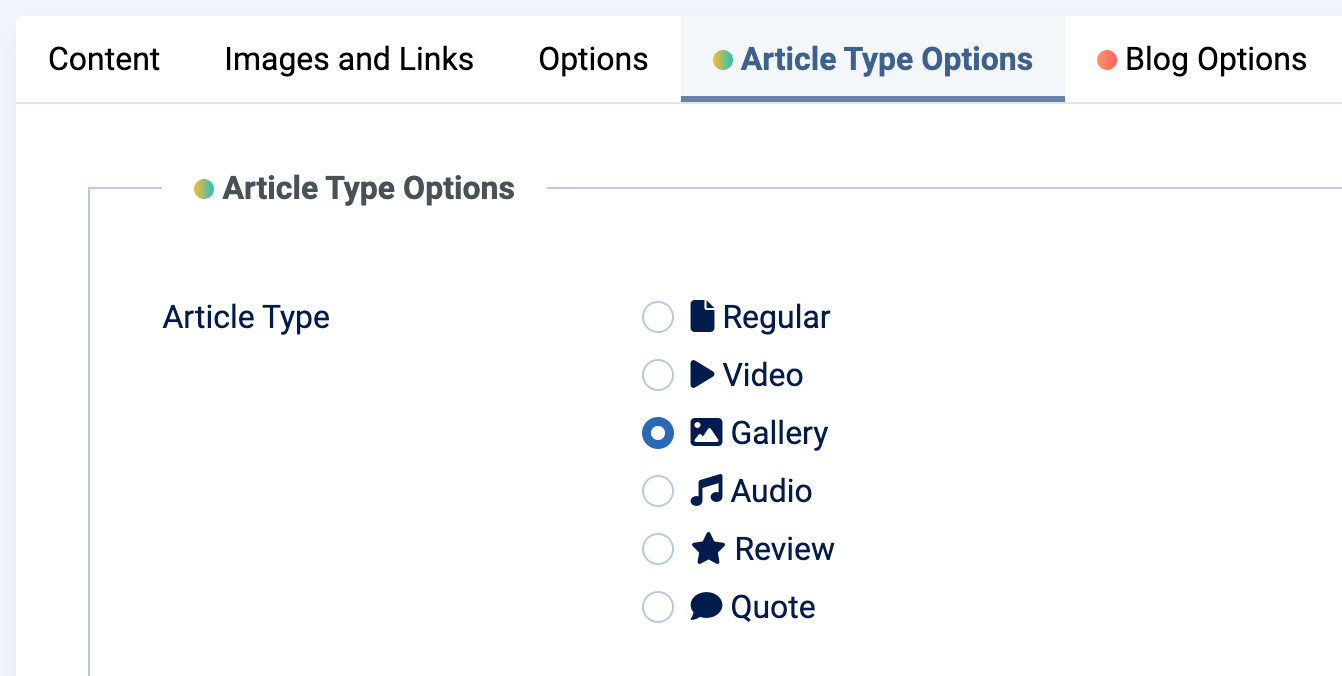 Content Images and Links Options Article Type Options Blog Options
Article Type Options
Article Type Regular
Video
Gallery
Audio
Review
Quote